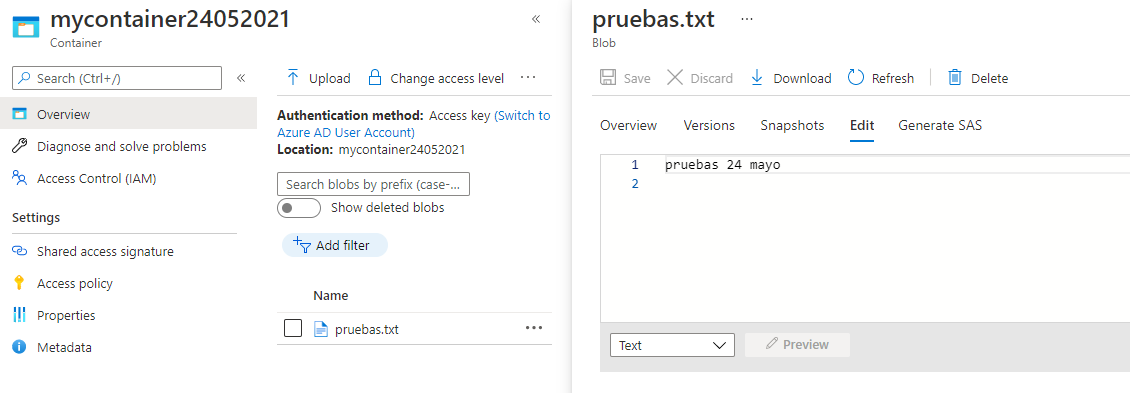 mycontainer24052021
Container
Search (Ctrl+/)
Overview
Diagnose and solve problems
Access Control (IAM)
Settings
Shared access signature
Access policy
Properties
Metadata
Upload
Change access level
Authentication method: Access key (Switch to
Azure AD User Account)
Location: mycontainer24052021
Search blobs by prefix (case-...
Show deleted blobs
Add filter
Name
pruebas.txt
pruebas.txt
Blob
Save Discard Download Refresh Delete
Overview Versions Snapshots Edit Generate SAS
1 pruebas 24 mayo
2
Text Preview